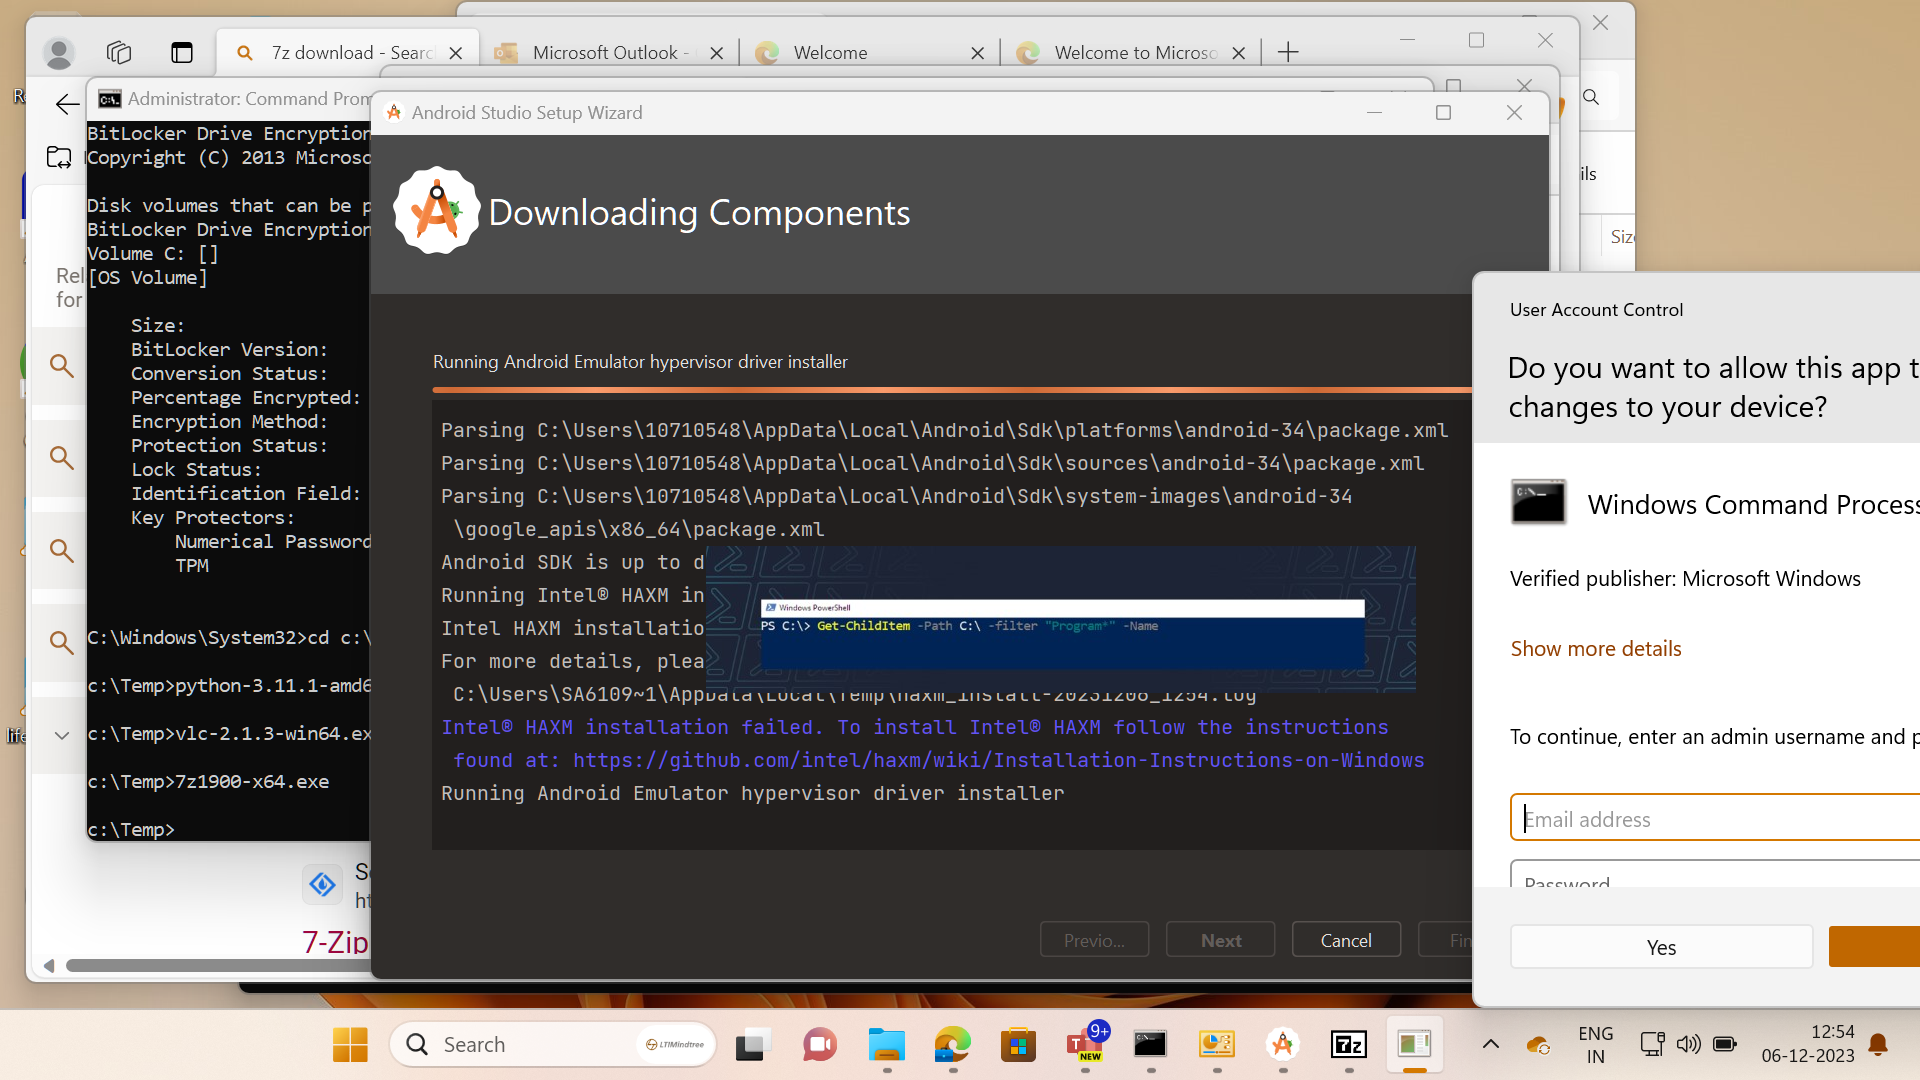 7z download - Searc
Microsoft Outlook -
Welcome
Welcome to Microso
Administrator: Command Prom
BitLocker Drive Encryption
Copyright (C) 2013 Microso
Disk volumes that can be p
BitLocker Drive Encryption
Volume C: []
[OS Volume]
Size:
BitLocker Version:
Conversion Status:
Percentage Encrypted:
Encryption Method:
Protection Status:
Lock Status:
Identification Field:
Key Protectors:
Numerical Password
TPM
C:\Windows\System32>cd c:\
c:\Temp>python-3.11.1-amd6
c:\Temp>vlc-2.1.3-win64.ex
c:\Temp>7z1900-x64.exe
c:\Temp>
Rel
for
life
7-Zip
Android Studio Setup Wizard
Downloading Components
Running Android Emulator hypervisor driver installer
Parsing C:\Users\10710548\AppData\Local\Android\Sdk\platforms\android-34\package.xml
Parsing C:\Users\10710548\AppData\Local\Android\Sdk\sources\android-34\package.xml
Parsing C:\Users\10710548\AppData\Local\Android\Sdk\system-images\android-34
\google_apis\x86_64\package.xml
Android SDK is up to d
Running Intel® HAXM in
Intel HAXM installatio
For more details, plea
C:\Users\SA6109~1\AppData\Local\Temp\haxm_install-20231206_1254.log
Intel® HAXM installation failed. To install Intel® HAXM follow the instructions
found at: https://github.com/intel/haxm/wiki/Installation-Instructions-on-Windows
Running Android Emulator hypervisor driver installer
Windows PowerShell
PS C:\> Get-ChildItem -Path C:\ -filter "Program*" -Name
Previo...
Next
Cancel
Fin
ils
Size
User Account Control
Do you want to allow this app t
changes to your device?
Windows Command Process
Verified publisher: Microsoft Windows
Show more details
To continue, enter an admin username and p
Email address
Password
Yes
Search
LTIMindtree
9+
NEW
7z
ENG
IN
12:54
06-12-2023